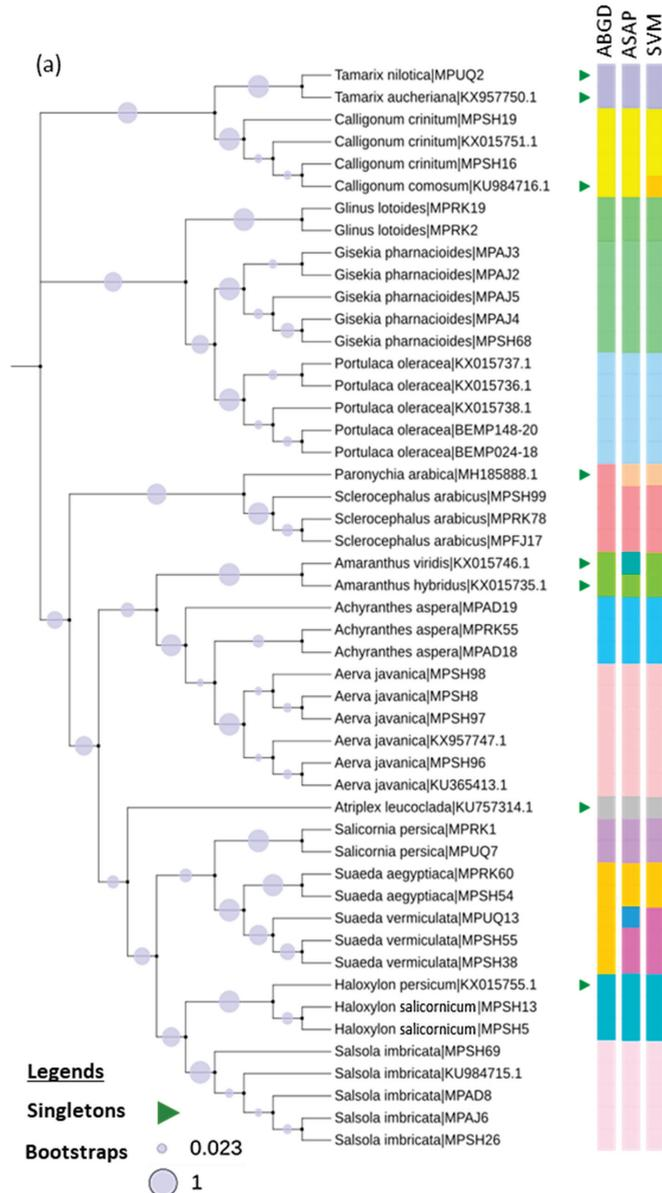 ABGD ASAP SVM
(a)
Tamarix nilotica|MPUQ2
Tamarix aucheriana|KX957750.1
Calligonum crinitum|MPSH19
Calligonum crinitum|KX015751.1
Calligonum crinitum|MPSH16
Calligonum comosum|KU984716.1
Glinus lotoides|MPRK19
Glinus lotoides|MPRK2
Gisekia pharnacioides|MPAJ3
Gisekia pharnacioides|MPAJ2
Gisekia pharnacioides|MPAJ5
Gisekia pharnacioides|MPAJ4
Gisekia pharnacioides|MPSH68
Portulaca oleracea|KX015737.1
Portulaca oleracea|KX015736.1
Portulaca oleracea|KX015738.1
Portulaca oleracea|BEMP148-20
Portulaca oleracea|BEMP024-18
Paronychia arabica|MH185888.1
Sclerocephalus arabicus|MPSH99
Sclerocephalus arabicus|MPRK78
Sclerocephalus arabicus|MPFJ17
Amaranthus viridis|KX015746.1
Amaranthus hybridus|KX015735.1
Achyranthes aspera|MPAD19
Achyranthes aspera|MPRK55
Achyranthes aspera|MPAD18
Aerva javanica|MPSH98
Aerva javanica|MPSH8
Aerva javanica|MPSH97
Aerva javanica|KX957747.1
Aerva javanica|MPSH96
Aerva javanica|KU365413.1
Atriplex leucoclada|KU757314.1
Salicornia persica|MPRK1
Salicornia persica|MPUQ7
Suaeda aegyptiaca|MPRK60
Suaeda aegyptiaca|MPSH54
Suaeda vermiculata|MPUQ13
Suaeda vermiculata|MPSH55
Suaeda vermiculata|MPSH38
Haloxylon persicum|KX015755.1
Haloxylon salicornicum|MPSH13
Haloxylon salicornicum|MPSH5
Salsola imbricata|MPSH69
Salsola imbricata|KU984715.1
Salsola imbricata|MPAD8
Salsola imbricata|MPAJ6
Salsola imbricata|MPSH26
Legends
Singletons
Bootstraps 0.023
1